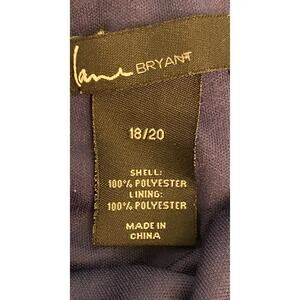 Lane BRYANT
18/20
SHELL:
100% POLYESTER
LINING:
100% POLYESTER
MADE IN
CHINA